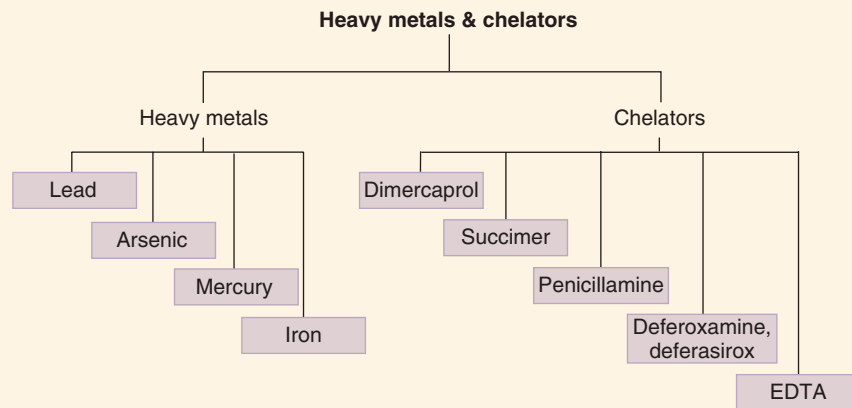 Heavy metals & chelators
Heavy metals
Chelators
Lead
Arsenic
Mercury
Iron
Dimercaprol
Succimer
Penicillamine
Deferoxamine,
deferasirox
EDTA